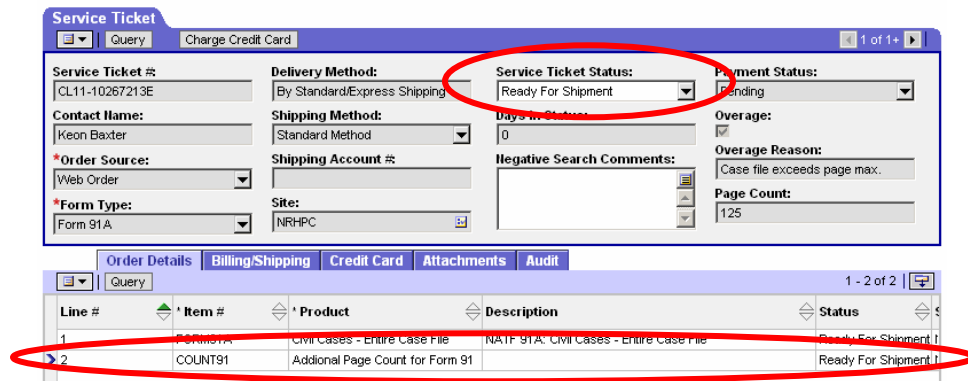 Service Ticket
Query Charge Credit Card 1 of 1+
Service Ticket #: Delivery Method: Service Ticket Status: Payment Status:
CL11-10267213E By Standard/Express Shipping Ready For Shipment Pending
Contact Name: Shipping Method: Days In Status: Overage:
Keon Baxter Standard Method 0
*Order Source: Shipping Account #: Negative Search Comments: Overage Reason:
Web Order Case file exceeds page max.
*Form Type: Site: Page Count:
Form 91A NRHPC 125
Order Details Billing/Shipping Credit Card Attachments Audit
Query 1 - 2 of 2
Line # * Item # * Product Description Status
1 FORM91A Civil Cases - Entire Case File NATF 91A: Civil Cases - Entire Case File Ready For Shipment
2 COUNT91 Addional Page Count for Form 91 Ready For Shipment